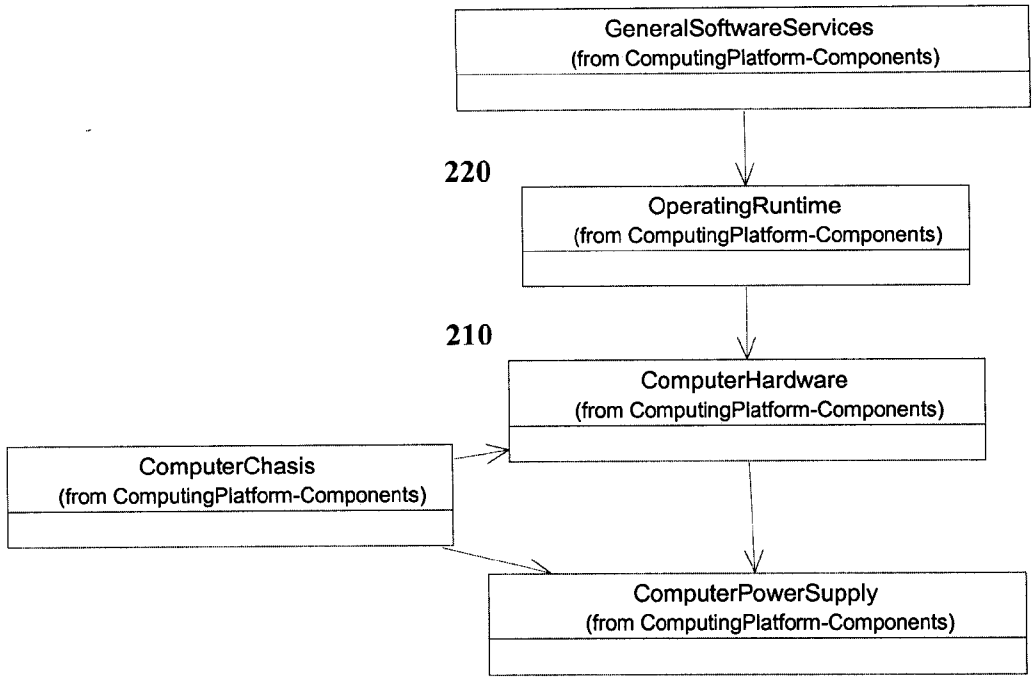 GeneralSoftwareServices
(from ComputingPlatform-Components)
220
OperatingRuntime
(from ComputingPlatform-Components)
210
ComputerHardware
(from ComputingPlatform-Components)
ComputerChasis
(from ComputingPlatform-Components)
ComputerPowerSupply
(from ComputingPlatform-Components)